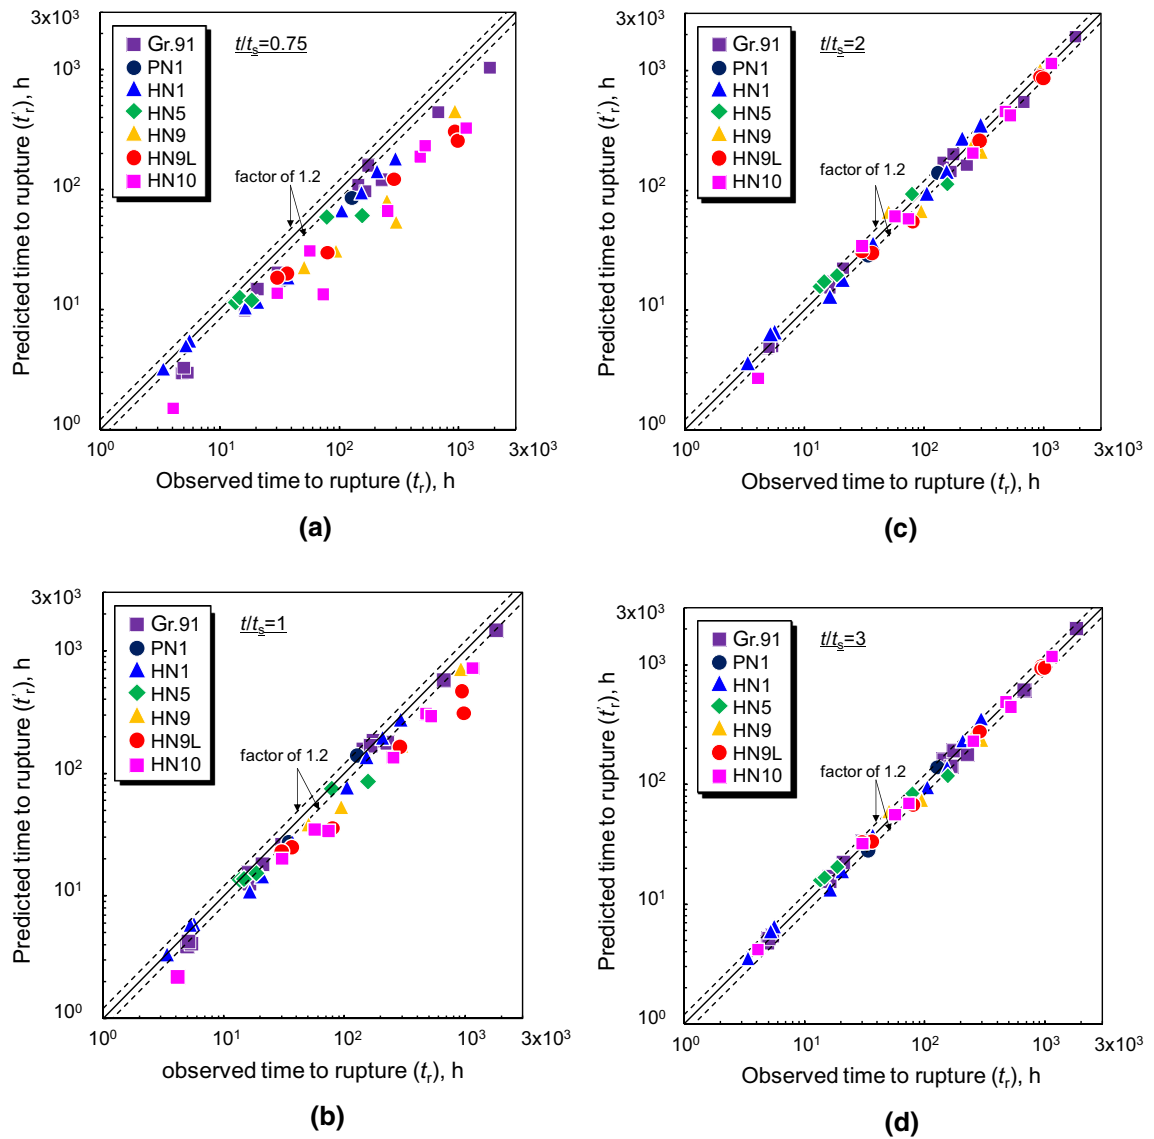 3x10³
Gr.91
PN1
HN1
HN5
HN9
HN9L
HN10
t/ts=0.75
factor of 1.2
10³
10²
10¹
10⁰
Predicted time to rupture (t'r), h
10⁰ 10¹ 10² 10³ 3x10³
Observed time to rupture (tr), h
(a)
3x10³
Gr.91
PN1
HN1
HN5
HN9
HN9L
HN10
t/ts=2
factor of 1.2
10³
10²
10¹
10⁰
Predicted time to rupture (t'r), h
10⁰ 10¹ 10² 10³ 3x10³
Observed time to rupture (tr), h
(c)
3x10³
Gr.91
PN1
HN1
HN5
HN9
HN9L
HN10
t/ts=1
factor of 1.2
10³
10²
10¹
10⁰
Predicted time to rupture (t'r), h
10⁰ 10¹ 10² 10³ 3x10³
observed time to rupture (tr), h
(b)
3x10³
Gr.91
PN1
HN1
HN5
HN9
HN9L
HN10
t/ts=3
factor of 1.2
10³
10²
10¹
10⁰
Predicted time to rupture (t'r), h
10⁰ 10¹ 10² 10³ 3x10³
Observed time to rupture (tr), h
(d)